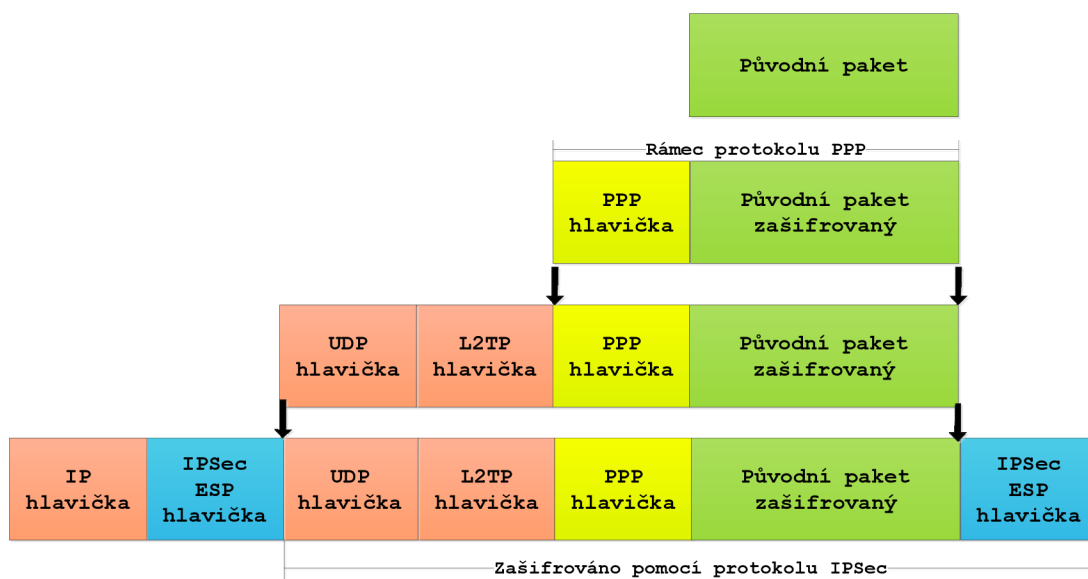 Původní paket
Rámec protokolu PPP
PPP
hlavička
Původní paket
zašifrovaný
UDP
hlavička
L2TP
hlavička
PPP
hlavička
Původní paket
zašifrovaný
IP
hlavička
IPSec
ESP
hlavička
UDP
hlavička
L2TP
hlavička
PPP
hlavička
Původní paket
zašifrovaný
IPSec
ESP
hlavička
Zašifrováno pomocí protokolu IPSec